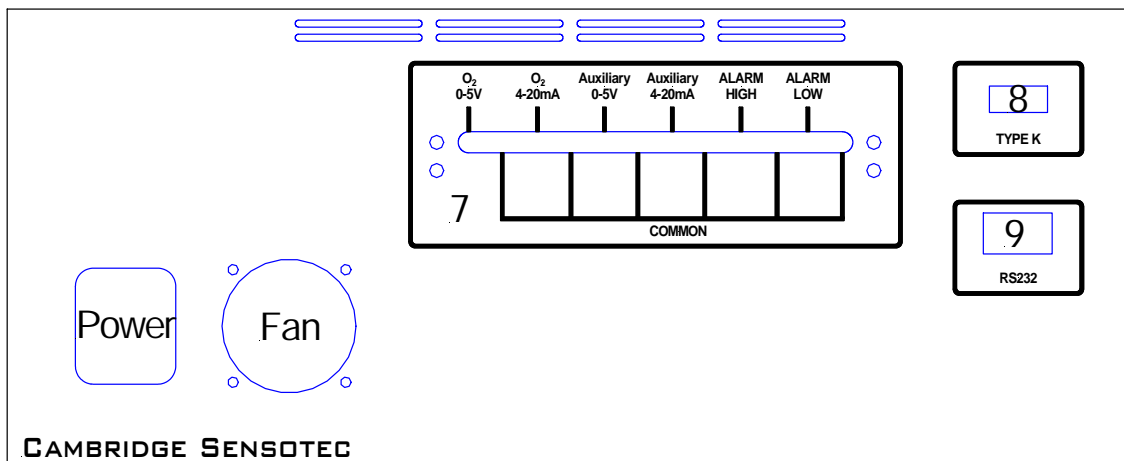 O₂ O₂ Auxiliary Auxiliary ALARM ALARM
0-5V 4-20mA 0-5V 4-20mA HIGH LOW
8
TYPE K
7
COMMON
9
RS232
Power
Fan
CAMBRIDGE SENSOTEC